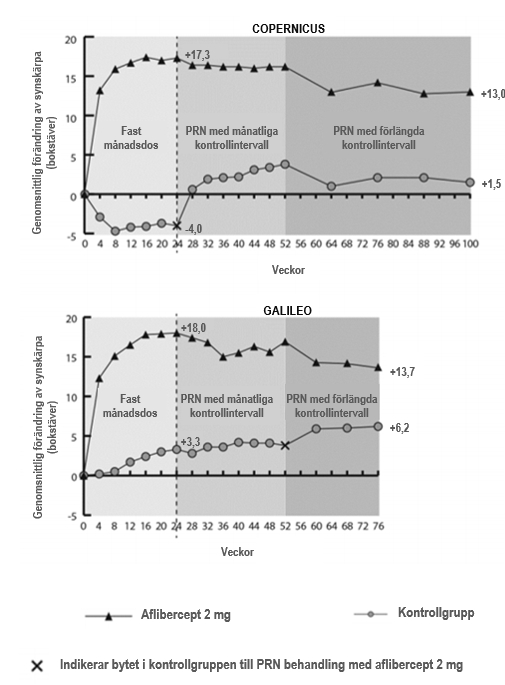 COPERNICUS
Genomsnittlig förändring av synskärpa
(bokstäver)
20
15
10
5
0
-5
+17,3
-4,0
+13,0
+1,5
Fast
månadsdos
PRN med månatliga
kontrollintervall
PRN med förlängda
kontrollintervall
0 4 8 12 16 20 24 28 32 36 40 44 48 52 56 60 64 68 72 76 80 84 88 92 96 100
Veckor
GALILEO
Genomsnittlig förändring av synskärpa
(bokstäver)
20
15
10
5
0
-5
+18,0
+3,3
+13,7
+6,2
Fast
månadsdos
PRN med månatliga
kontrollintervall
PRN med förlängda
kontrollintervall
0 4 8 12 16 20 24 28 32 36 40 44 48 52 56 60 64 68 72 76
Veckor
Aflibercept 2 mg
Kontrollgrupp
Indikerar bytet i kontrollgruppen till PRN behandling med aflibercept 2 mg